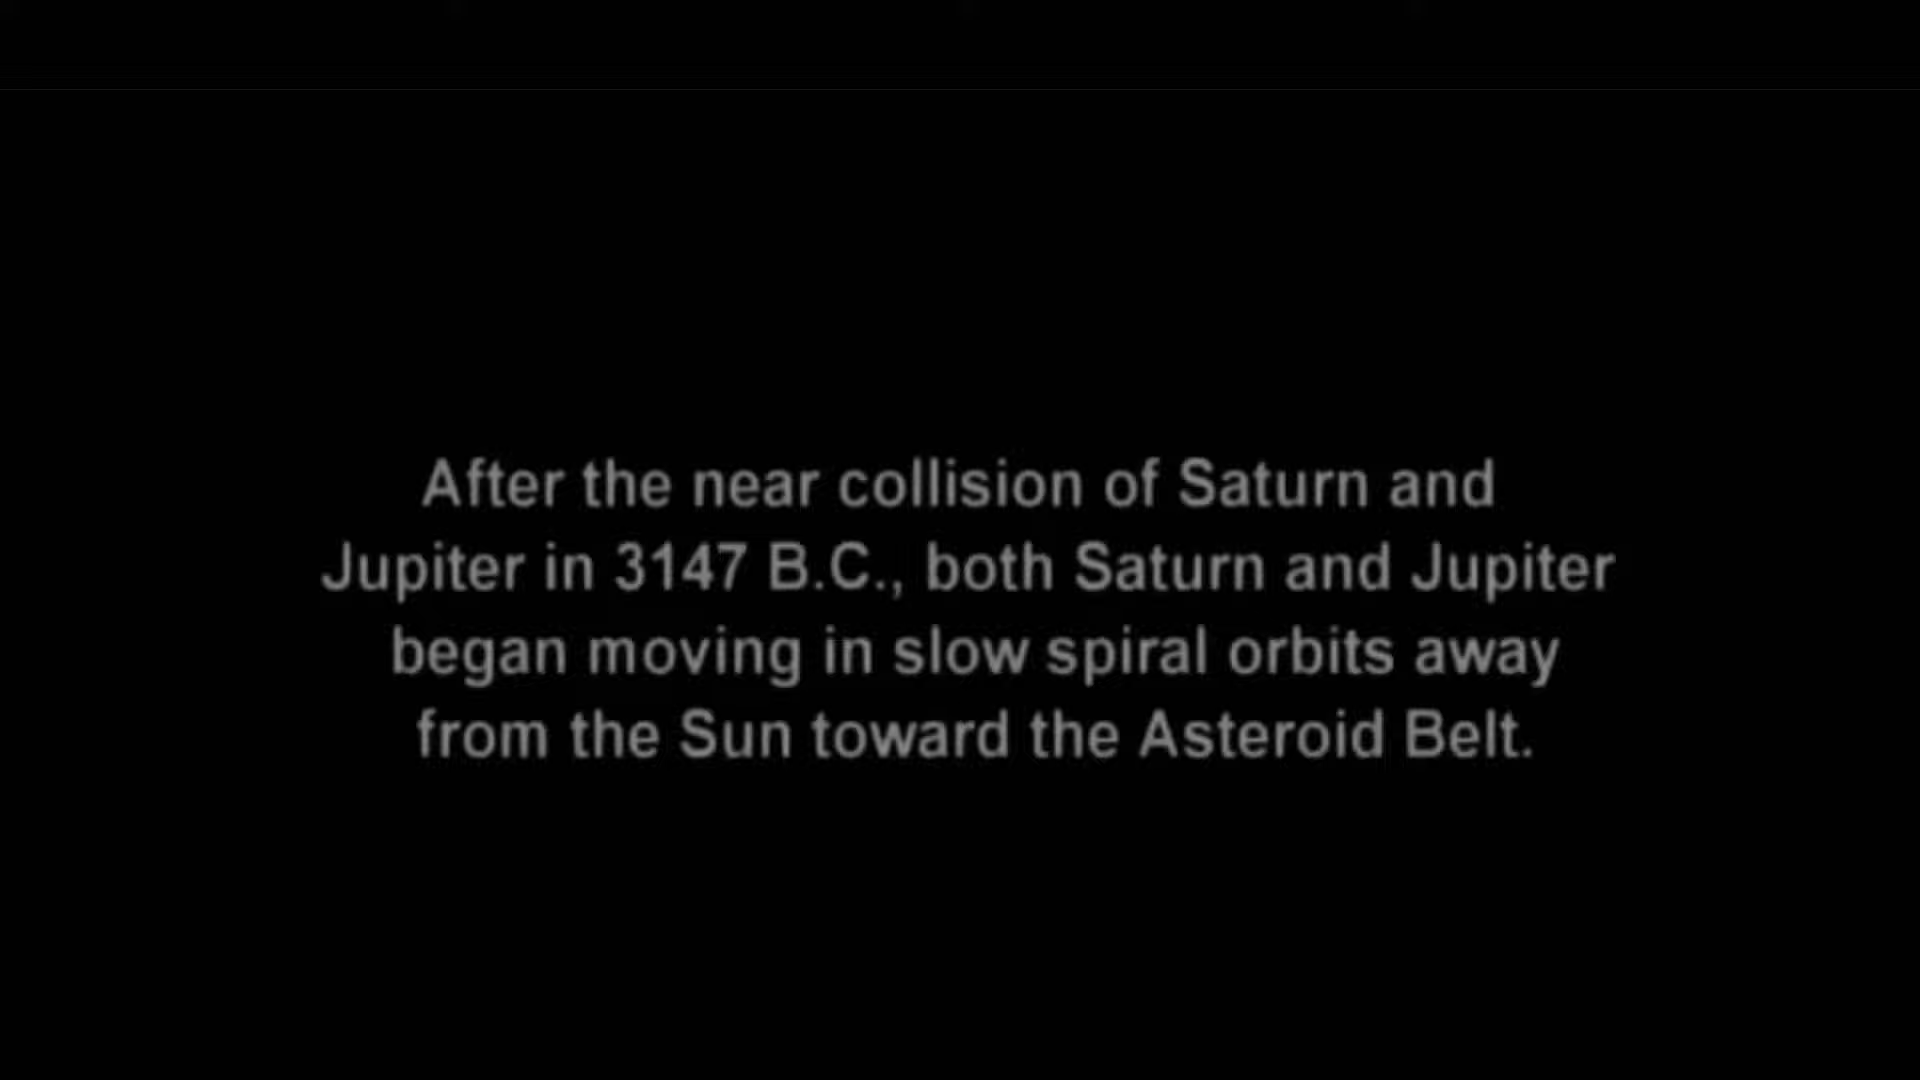 After the near collision of Saturn and
Jupiter in 3147 B.C., both Saturn and Jupiter
began moving in slow spiral orbits away
from the Sun toward the Asteroid Belt.